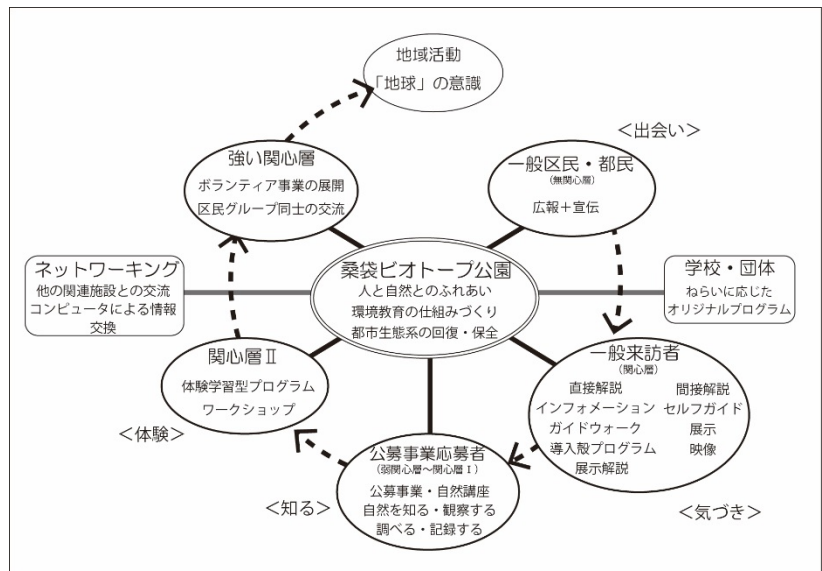 地域活動
「地球」の意識
＜出会い＞
強い関心層
ボランティア事業の展開
区民グループ同士の交流
一般区民・都民
(無関心層)
広報＋宣伝
ネットワーキング
他の関連施設との交流
コンピュータによる情報
交換
桑袋ビオトープ公園
人と自然とのふれあい
環境教育の仕組みづくり
都市生態系の回復・保全
学校・団体
ねらいに応じた
オリジナルプログラム
関心層Ⅱ
体験学習型プログラム
ワークショップ
＜体験＞
一般来訪者
(関心層)
直接解説
インフォメーション
ガイドウォーク
導入殻プログラム
展示解説
間接解説
セルフガイド
展示
映像
＜気づき＞
公募事業応募者
(弱関心層～関心層Ⅰ)
公募事業・自然講座
自然を知る・観察する
調べる・記録する
＜知る＞